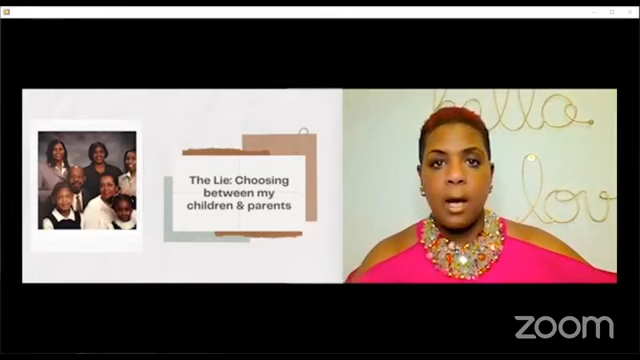 The Lie: Choosing
between my
children & parents
hello
love
zoom